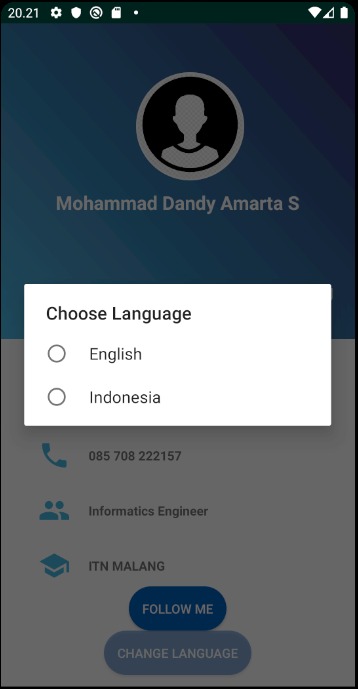 20.21
Mohammad Dandy Amarta S
Choose Language
English
Indonesia
085 708 222157
Informatics Engineer
ITN MALANG
FOLLOW ME
CHANGE LANGUAGE